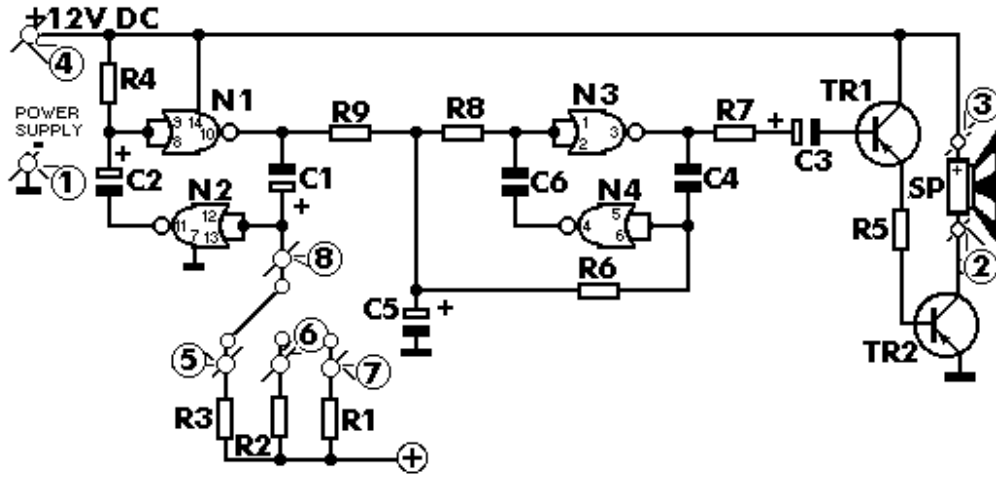 +12V DC
4
R4
POWER
SUPPLY
-
1
+
C2
9
8
14
10
N1
N2
11
12
13
7
C1
+
8
R9
R8
N3
1
2
3
C6
N4
4
5
6
C4
R7
+
C3
TR1
3
+
SP
2
R5
TR2
R6
C5
+
5
6
7
R3
R2
R1
+